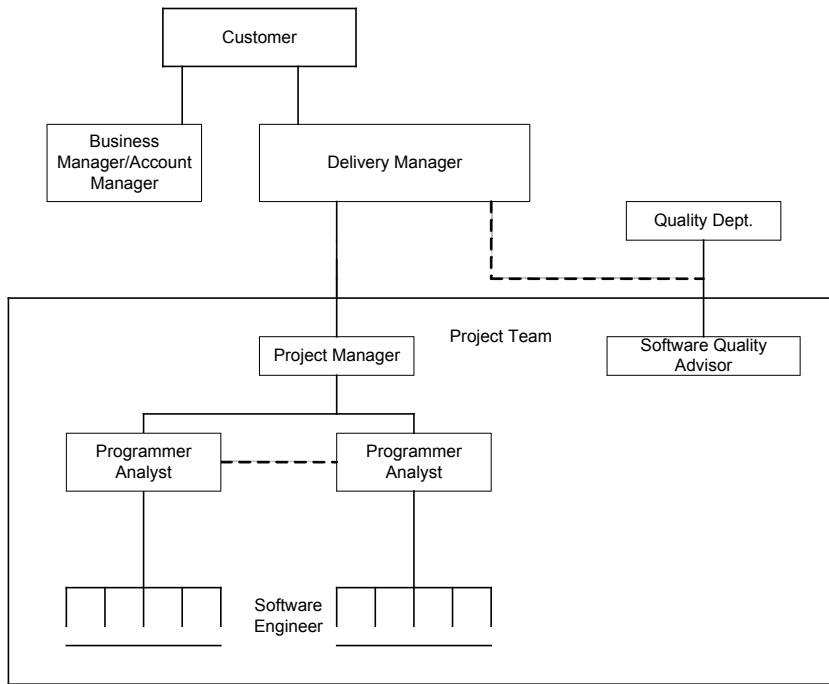 Customer
Business
Manager/Account
Manager
Delivery Manager
Quality Dept.
Project Team
Project Manager
Software Quality
Advisor
Programmer
Analyst
Programmer
Analyst
Software
Engineer